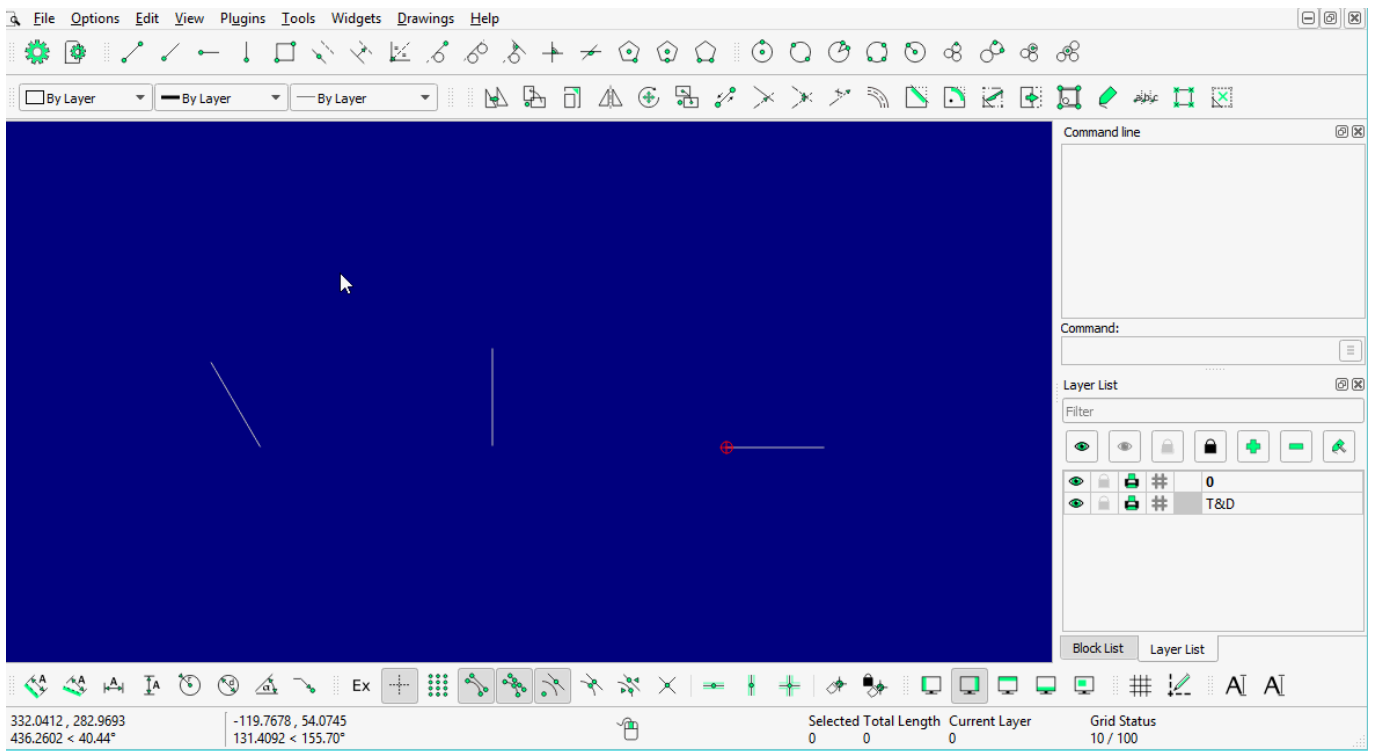 File Options Edit View Plugins Tools Widgets Drawings Help
By Layer By Layer By Layer
Command line
Command:
Layer List
Filter
0
T&D
Block List Layer List
Ex AI AI
332.0412 , 282.9693 -119.7678 , 54.0745 Selected Total Length Current Layer Grid Status
436.2602 < 40.44° 131.4092 < 155.70° 0 0 0 10 / 100